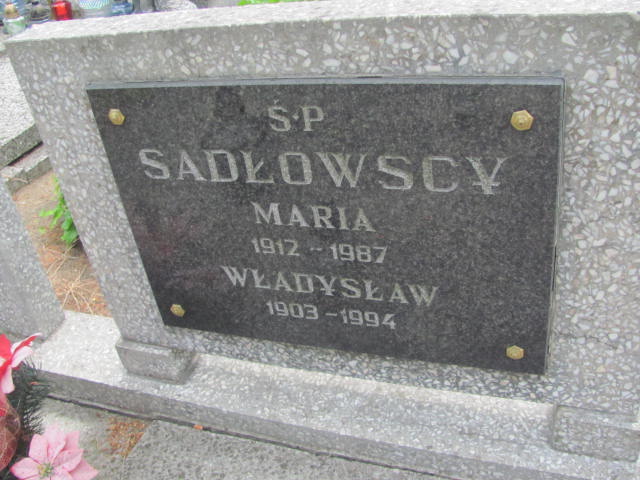 Ś.P
SADŁOWSCY
MARIA
1912 - 1987
WŁADYSŁAW
1903 - 1994